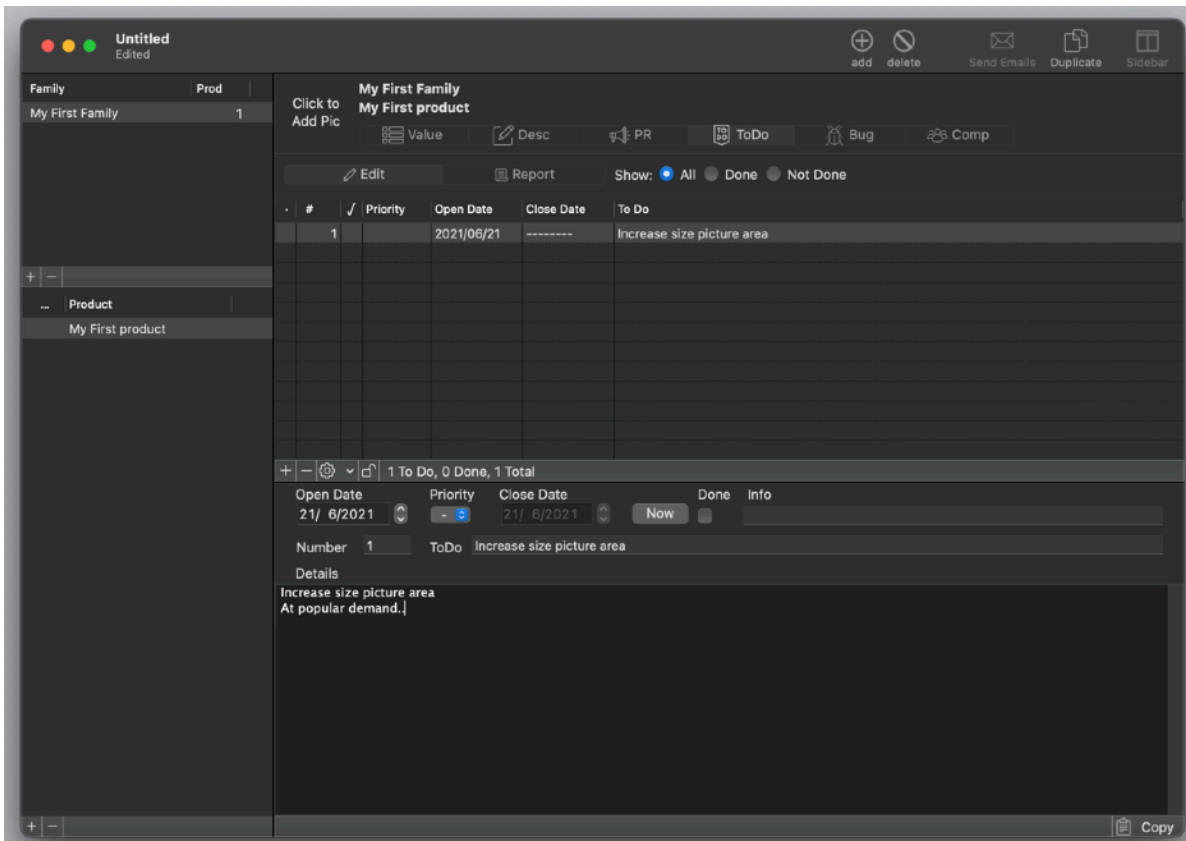 Untitled
Edited
add delete Send Emails Duplicate Sidebar
Family Prod
My First Family 1
Click to
Add Pic
My First Family
My First product
Value Desc PR TO DO ToDo Bug Comp
Edit Report Show: All Done Not Done
· # √ Priority Open Date Close Date To Do
1 2021/06/21 -------- Increase size picture area
+ −
... Product
My First product
+ − 1 To Do, 0 Done, 1 Total
Open Date Priority Close Date Done Info
21/ 6/2021 - 21/ 6/2021 Now
Number 1 ToDo Increase size picture area
Details
Increase size picture area
At popular demand..
+ − Copy